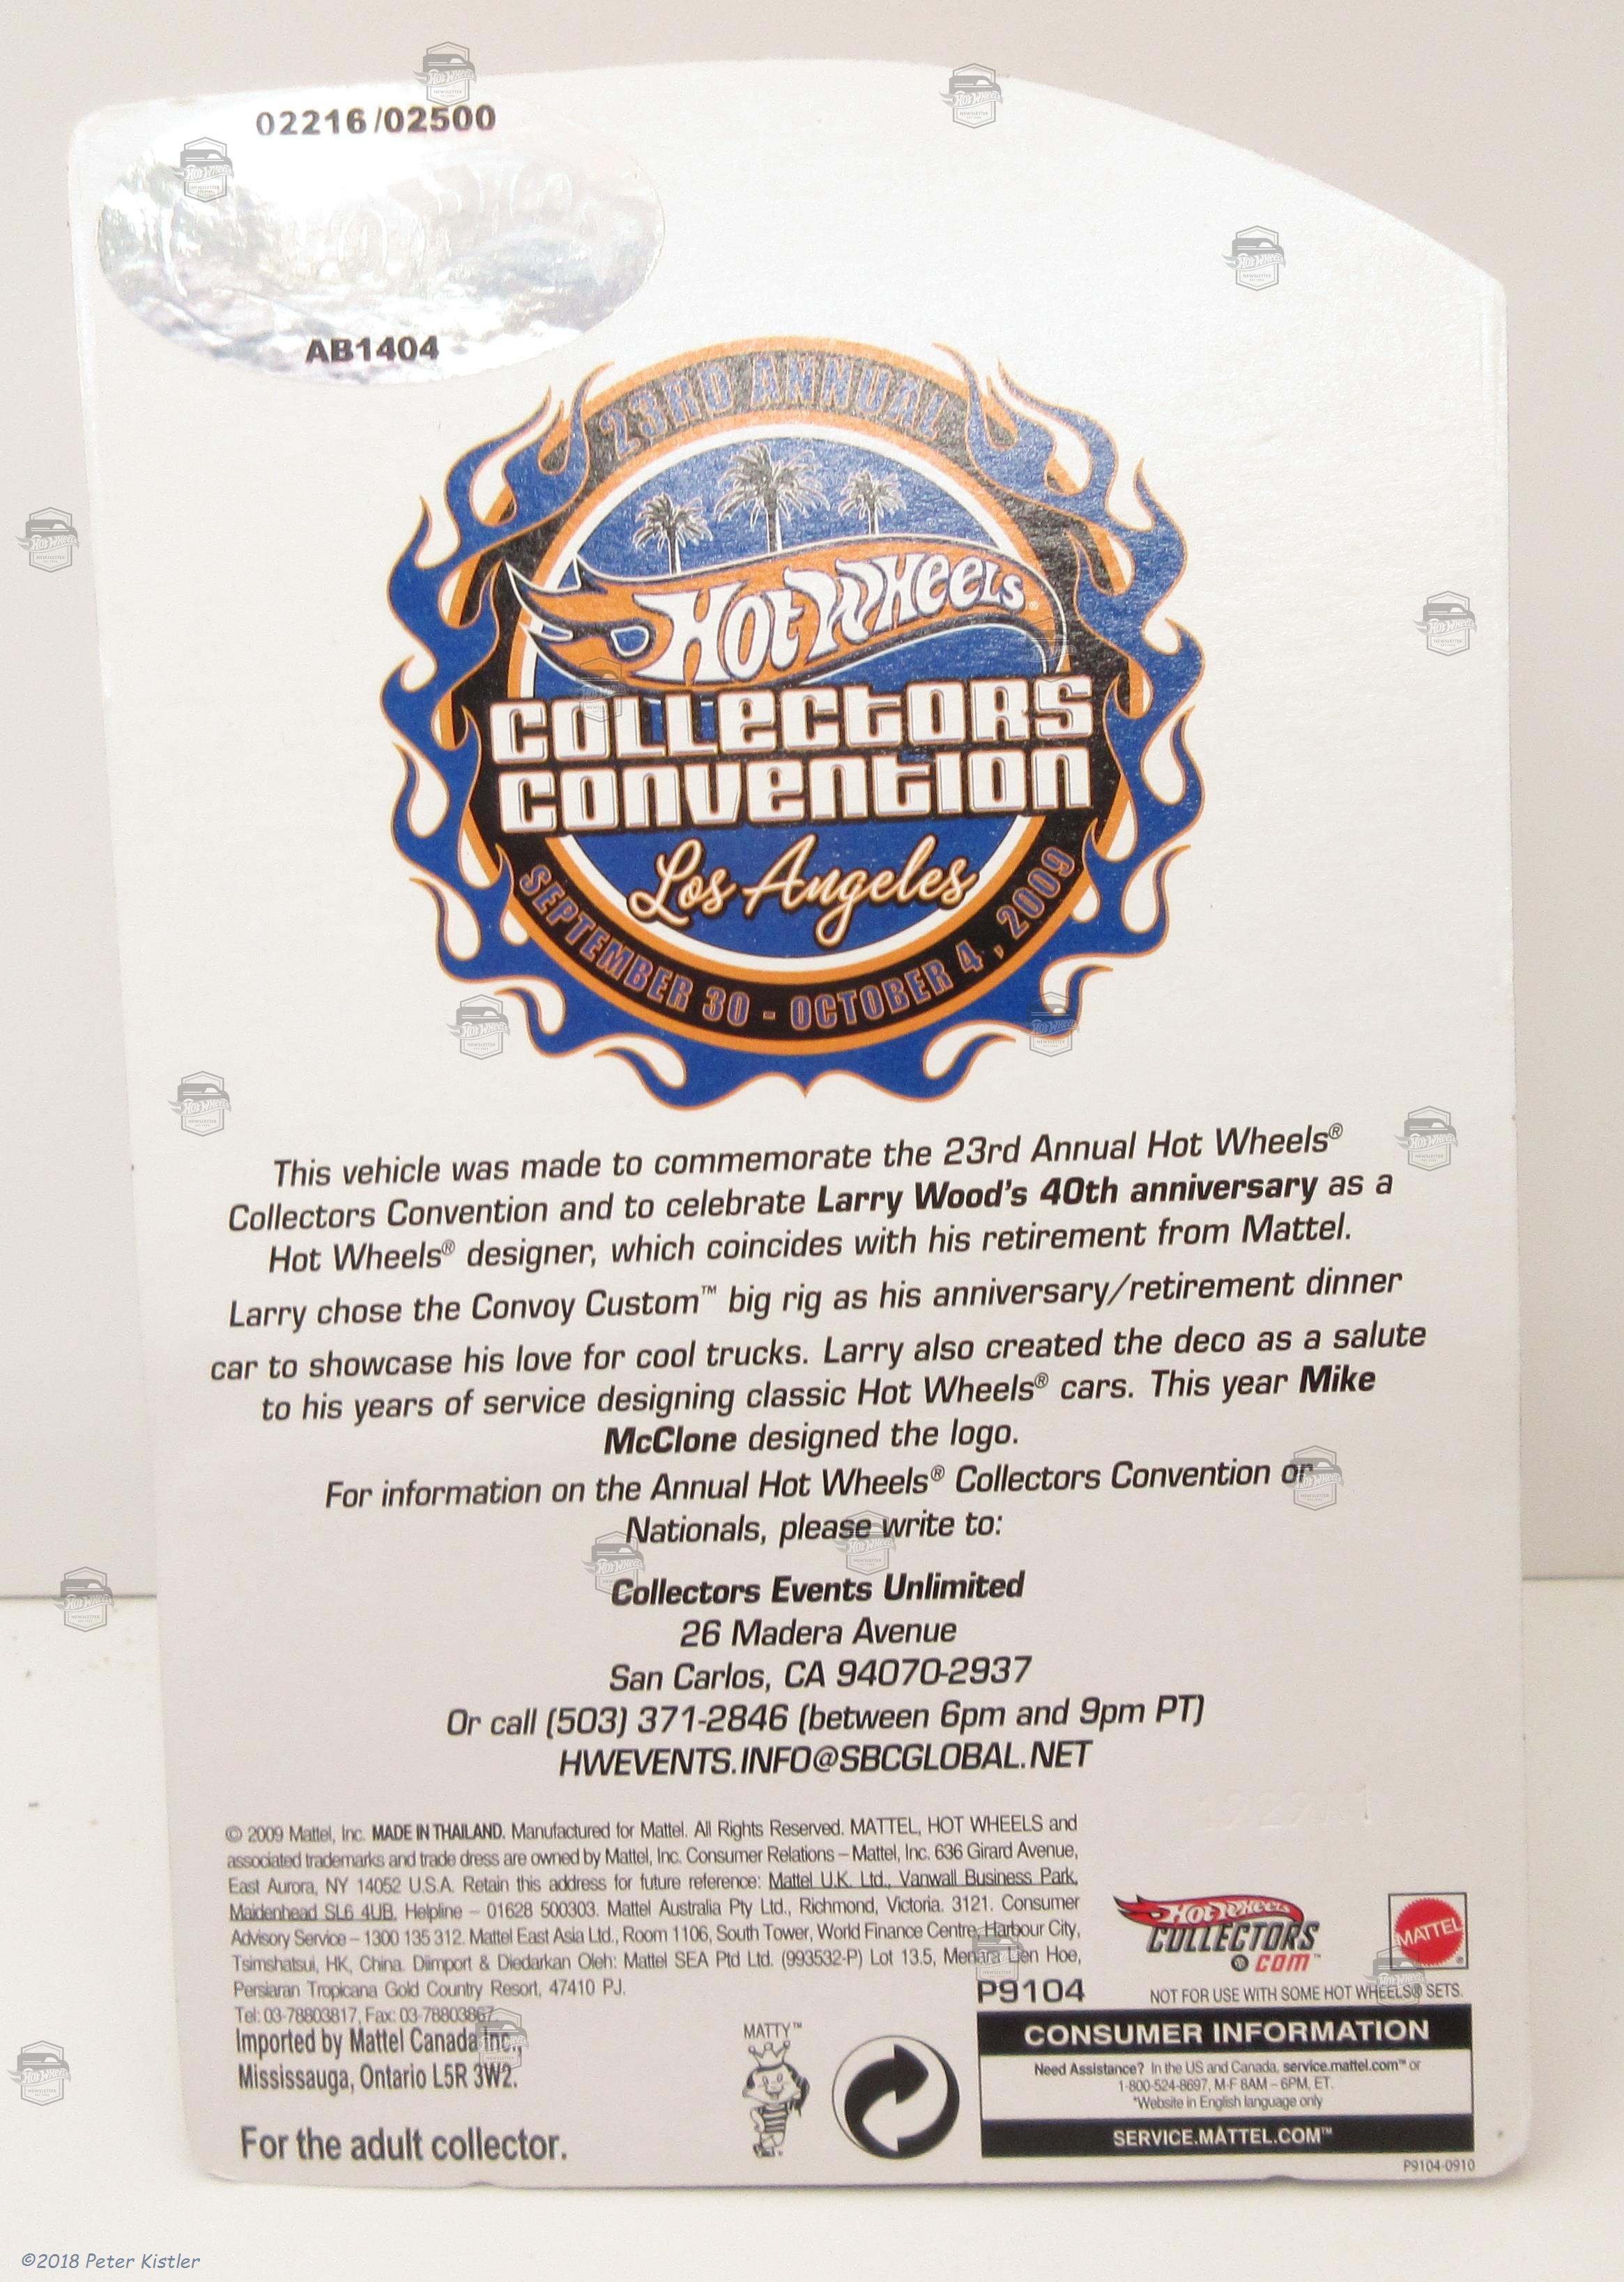 02216/02500
AB1404
23RD ANNUAL
Hot Wheels®
COLLECTORS
CONVENTION
Los Angeles
SEPTEMBER 30 - OCTOBER 4, 2009
This vehicle was made to commemorate the 23rd Annual Hot Wheels®
Collectors Convention and to celebrate Larry Wood's 40th anniversary as a
Hot Wheels® designer, which coincides with his retirement from Mattel.
Larry chose the Convoy Custom™ big rig as his anniversary/retirement dinner
car to showcase his love for cool trucks. Larry also created the deco as a salute
to his years of service designing classic Hot Wheels® cars. This year Mike
McClone designed the logo.
For information on the Annual Hot Wheels® Collectors Convention or
Nationals, please write to:
Collectors Events Unlimited
26 Madera Avenue
San Carlos, CA 94070-2937
Or call (503) 371-2846 (between 6pm and 9pm PT)
HWEVENTS.INFO@SBCGLOBAL.NET
© 2009 Mattel, Inc. MADE IN THAILAND. Manufactured for Mattel. All Rights Reserved. MATTEL, HOT WHEELS and
associated trademarks and trade dress are owned by Mattel, Inc. Consumer Relations – Mattel, Inc. 636 Girard Avenue,
East Aurora, NY 14052 U.S.A. Retain this address for future reference: Mattel U.K. Ltd., Vanwall Business Park,
Maidenhead SL6 4UB. Helpline – 01628 500303. Mattel Australia Pty Ltd., Richmond, Victoria. 3121. Consumer
Advisory Service – 1300 135 312. Mattel East Asia Ltd., Room 1106, South Tower, World Finance Centre, Harbour City,
Tsimshatsui, HK, China. Diimport & Diedarkan Oleh: Mattel SEA Ptd Ltd. (993532-P) Lot 13.5, Menara Lien Hoe,
Persiaran Tropicana Gold Country Resort, 47410 PJ.
Tel: 03-78803817, Fax: 03-78803867.
Imported by Mattel Canada Inc.,
Mississauga, Ontario L5R 3W2.
For the adult collector.
MATTY™
P9104
Hot Wheels
COLLECTORS
.COM™
MATTEL
®
NOT FOR USE WITH SOME HOT WHEELS® SETS.
CONSUMER INFORMATION
Need Assistance? In the US and Canada, service.mattel.com™ or
1-800-524-8697, M-F 8AM – 6PM, ET.
*Website in English language only
SERVICE.MATTEL.COM™
P9104-0910
©2018 Peter Kistler